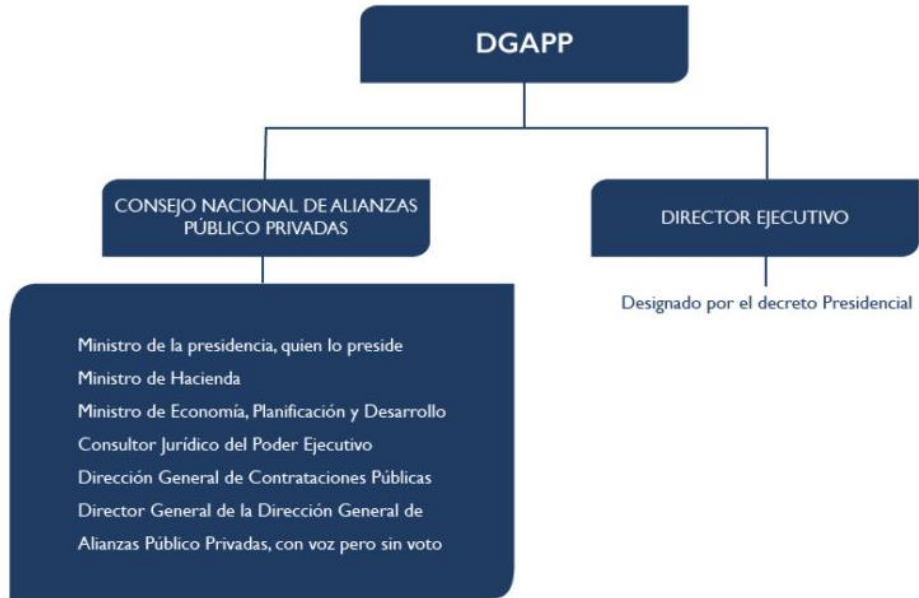 DGAPP
CONSEJO NACIONAL DE ALIANZAS
PÚBLICO PRIVADAS
DIRECTOR EJECUTIVO
Designado por el decreto Presidencial
Ministro de la presidencia, quien lo preside
Ministro de Hacienda
Ministro de Economía, Planificación y Desarrollo
Consultor Jurídico del Poder Ejecutivo
Dirección General de Contrataciones Públicas
Director General de la Dirección General de
Alianzas Público Privadas, con voz pero sin voto